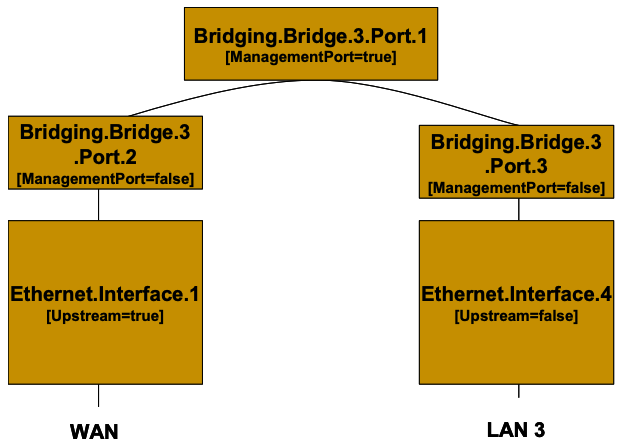 Bridging.Bridge.3.Port.1
[ManagementPort=true]
Bridging.Bridge.3
.Port.2
[ManagementPort=false]
Bridging.Bridge.3
.Port.3
[ManagementPort=false]
Ethernet.Interface.1
[Upstream=true]
Ethernet.Interface.4
[Upstream=false]
WAN
LAN 3